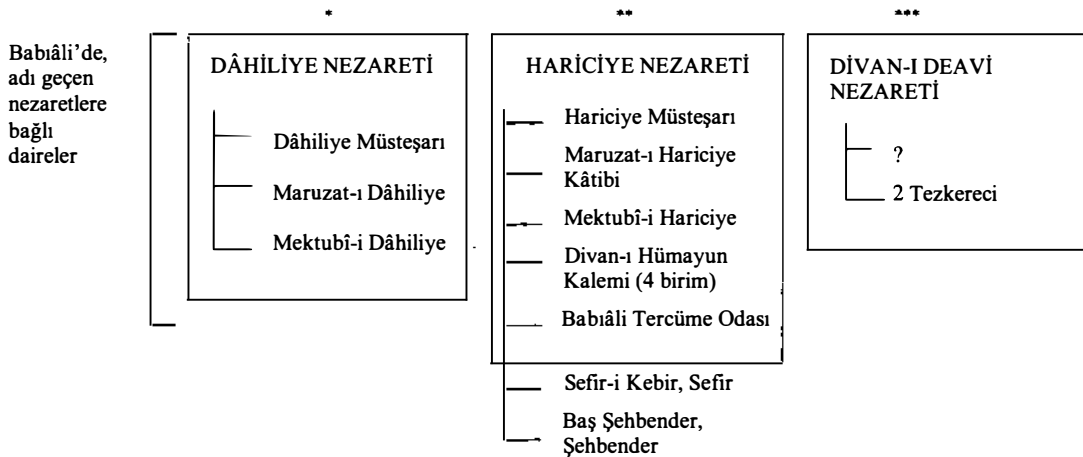 *
**
***
Babıâli'de,
adı geçen
nezaretlere
bağlı
daireler
DÂHİLİYE NEZARETİ
Dâhiliye Müsteşarı
Maruzat-ı Dâhiliye
Mektubî-i Dâhiliye
HARİCİYE NEZARETİ
Hariciye Müsteşarı
Maruzat-ı Hariciye
Kâtibi
Mektubî-i Hariciye
Divan-ı Hümayun
Kalemi (4 birim)
Babıâli Tercüme Odası
Sefir-i Kebir, Sefir
Baş Şehbender,
Şehbender
DİVAN-I DEAVİ
NEZARETİ
?
2 Tezkereci